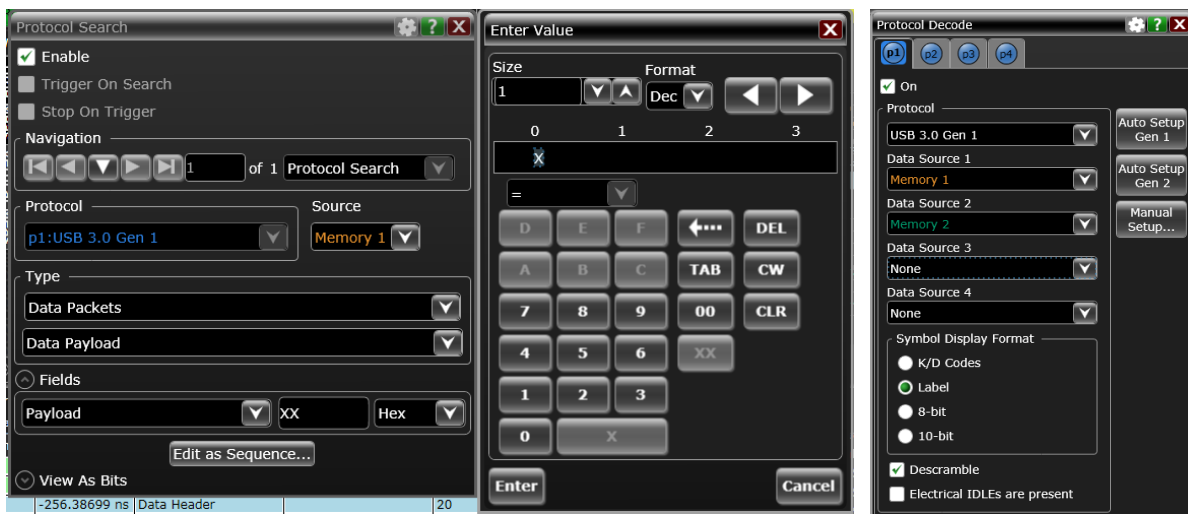 Protocol Search
?
X
Enable
Trigger On Search
Stop On Trigger
Navigation
1 of 1 Protocol Search
Protocol
Source
p1:USB 3.0 Gen 1
Memory 1
Type
Data Packets
Data Payload
Fields
Payload XX Hex
Edit as Sequence...
View As Bits
-256.38699 ns Data Header 20
Enter Value
X
Size
Format
1 Dec
0 1 2 3
X
=
D E F DEL
A B C TAB CW
7 8 9 00 CLR
4 5 6 XX
1 2 3
0 X
Enter Cancel
Protocol Decode
?
X
p1 p2 p3 p4
On
Protocol
USB 3.0 Gen 1
Data Source 1
Memory 1
Data Source 2
Memory 2
Data Source 3
None
Data Source 4
None
Symbol Display Format
K/D Codes
Label
8-bit
10-bit
Descramble
Electrical IDLEs are present
Auto Setup
Gen 1
Auto Setup
Gen 2
Manual
Setup...